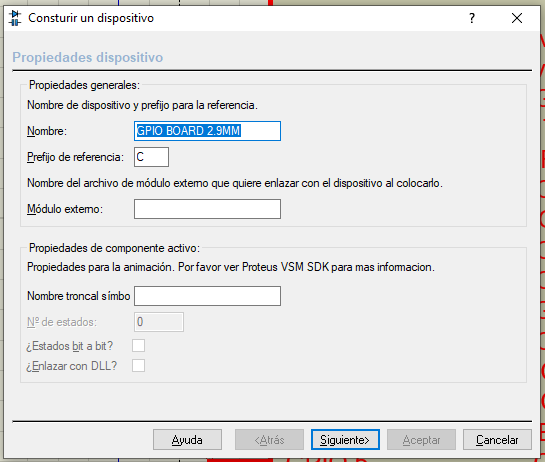 Consturir un dispositivo
?
Propiedades dispositivo
Propiedades generales:
Nombre de dispositivo y prefijo para la referencia.
Nombre: GPIO BOARD 2.9MM
Prefijo de referencia: C
Nombre del archivo de módulo externo que quiere enlazar con el dispositivo al colocarlo.
Módulo externo:
Propiedades de componente activo:
Propiedades para la animación. Por favor ver Proteus VSM SDK para mas informacion.
Nombre troncal símbo
Nº de estados: 0
¿Estados bit a bit?
¿Enlazar con DLL?
Ayuda <Atrás Siguiente> Aceptar Cancelar